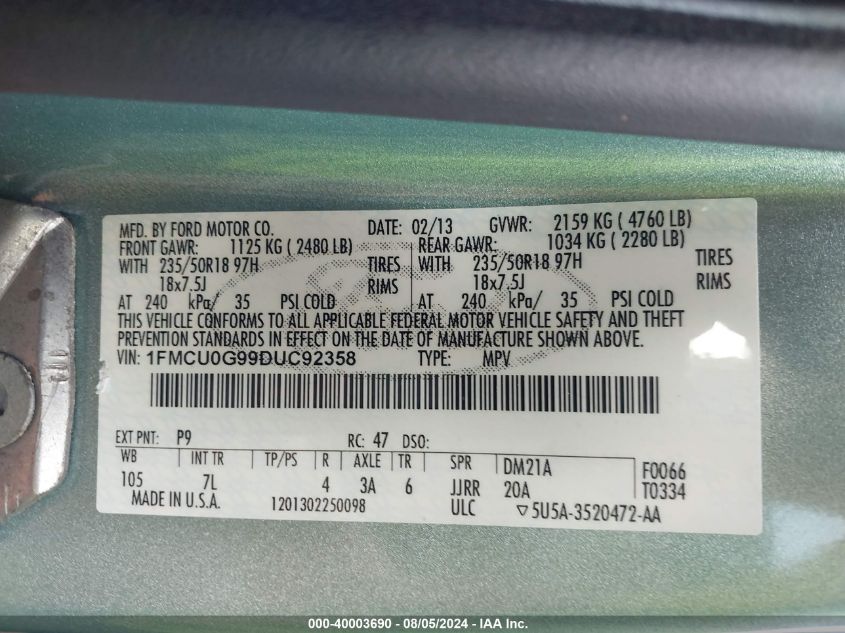 MFD. BY FORD MOTOR CO. DATE: 02/13 GVWR: 2159 KG ( 4760 LB)
FRONT GAWR: 1125 KG ( 2480 LB) REAR GAWR: 1034 KG ( 2280 LB)
WITH 235/50R18 97H TIRES WITH 235/50R18 97H TIRES
18x7.5J RIMS 18x7.5J RIMS
AT 240 kPa/ 35 PSI COLD AT 240 kPa/ 35 PSI COLD
THIS VEHICLE CONFORMS TO ALL APPLICABLE FEDERAL MOTOR VEHICLE SAFETY AND THEFT
PREVENTION STANDARDS IN EFFECT ON THE DATE OF MANUFACTURE SHOWN ABOVE.
VIN: 1FMCU0G99DUC92358 TYPE: MPV
EXT PNT: P9 RC: 47 DSO:
WB INT TR TP/PS R AXLE TR SPR DM21A F0066
105 7L 4 3A 6 JJRR 20A T0334
MADE IN U.S.A. 1201302250098 ULC ▽5U5A-3520472-AA
000-40003690 - 08/05/2024 - IAA Inc.